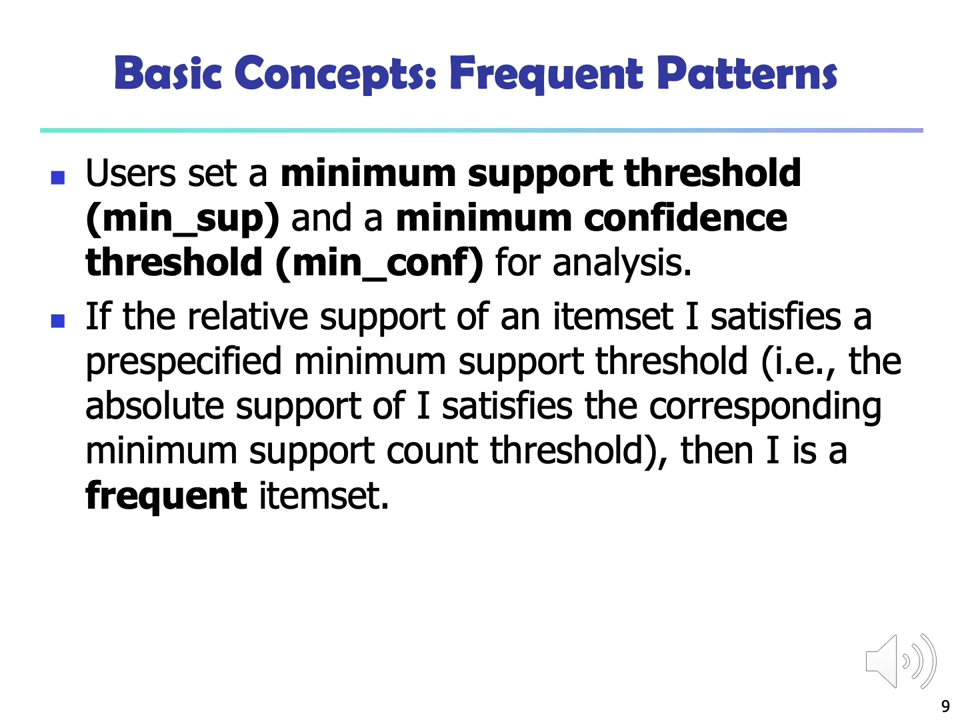 Basic Concepts: Frequent Patterns
Users set a minimum support threshold
(min_sup) and a minimum confidence
threshold (min_conf) for analysis.
If the relative support of an itemset I satisfies a
prespecified minimum support threshold (i.e., the
absolute support of I satisfies the corresponding
minimum support count threshold), then I is a
frequent itemset.
9